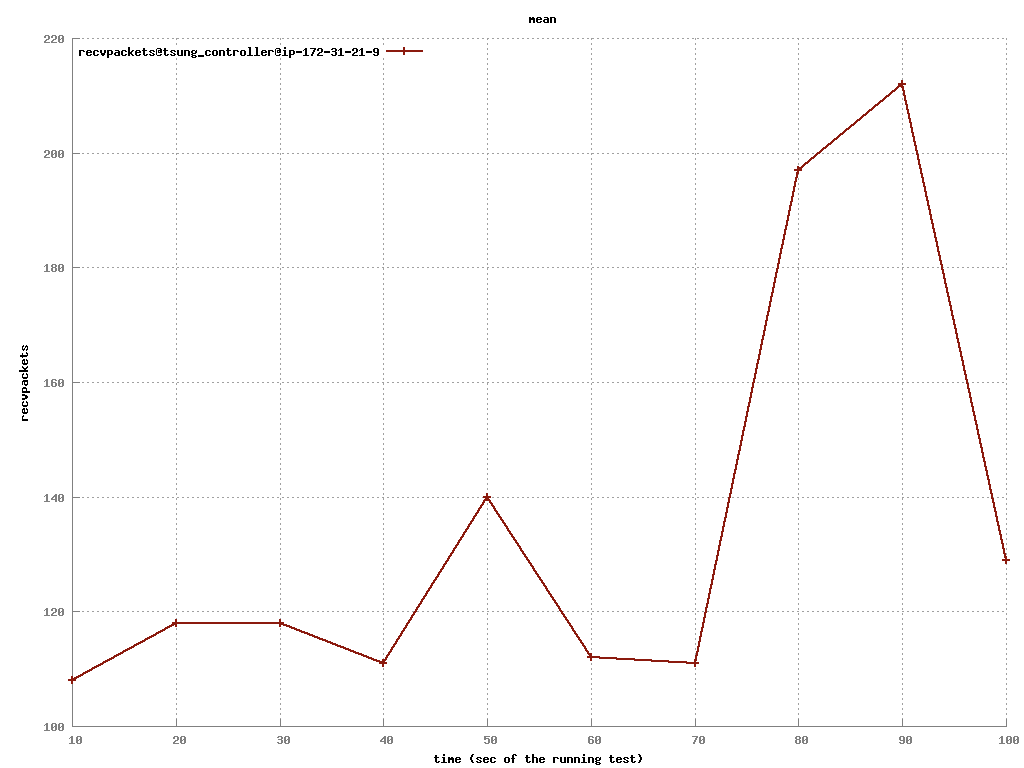 mean
220
recvpackets@tsung_controller@ip-172-31-21-9
200
180
160
recvpackets
140
120
100
10 20 30 40 50 60 70 80 90 100
time (sec of the running test)